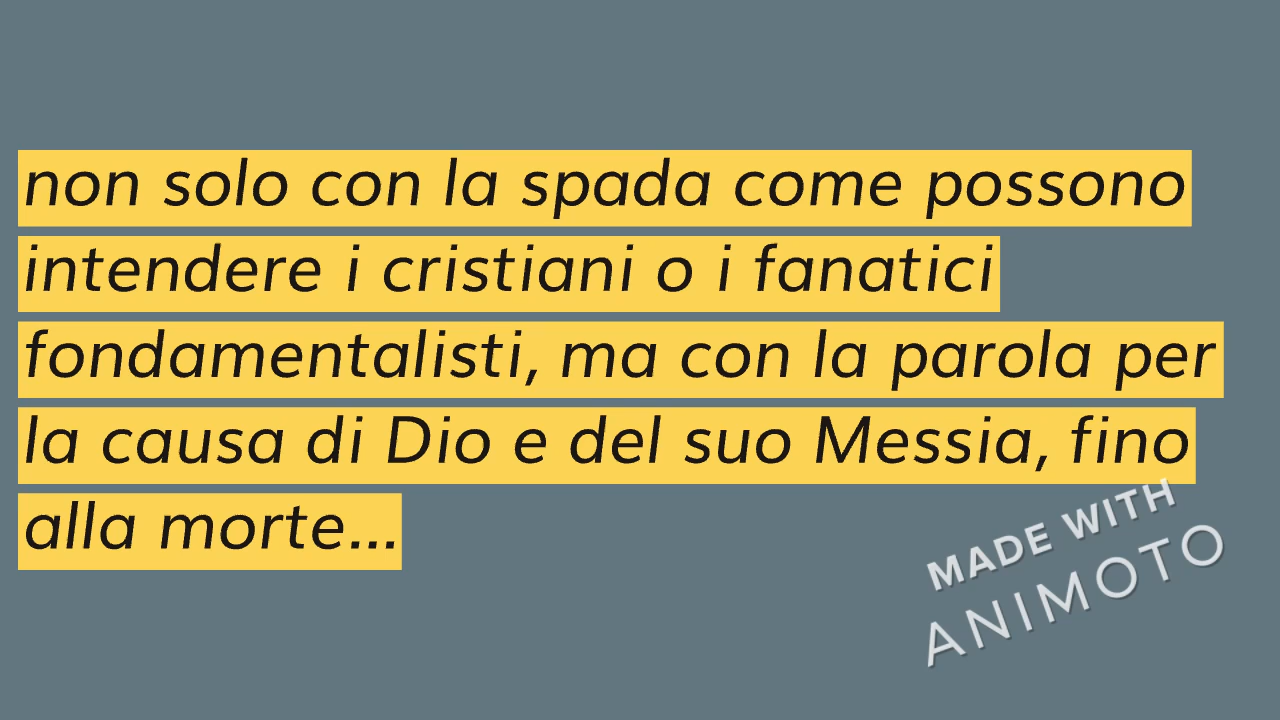 non solo con la spada come possono
intendere i cristiani o i fanatici
fondamentalisti, ma con la parola per
la causa di Dio e del suo Messia, fino
alla morte...
MADE WITH
ANIMOTO